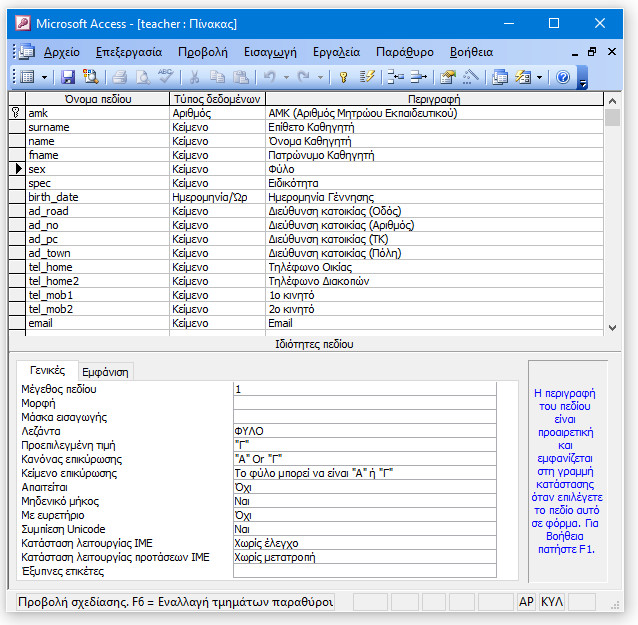 Microsoft Access - [teacher : Πίνακας]
Αρχείο Επεξεργασία Προβολή Εισαγωγή Εργαλεία Παράθυρο Βοήθεια
Όνομα πεδίου Τύπος δεδομένων Περιγραφή
amk Αριθμός ΑΜΚ (Αριθμός Μητρώου Εκπαιδευτικού)
surname Κείμενο Επίθετο Καθηγητή
name Κείμενο Όνομα Καθηγητή
fname Κείμενο Πατρώνυμο Καθηγητή
sex Κείμενο Φύλο
spec Κείμενο Ειδικότητα
birth_date Ημερομηνία/Ώρ Ημερομηνία Γέννησης
ad_road Κείμενο Διεύθυνση κατοικίας (Οδός)
ad_no Κείμενο Διεύθυνση κατοικίας (Αριθμός)
ad_pc Κείμενο Διεύθυνση κατοικίας (ΤΚ)
ad_town Κείμενο Διεύθυνση κατοικίας (Πόλη)
tel_home Κείμενο Τηλέφωνο Οικίας
tel_home2 Κείμενο Τηλέφωνο Διακοπών
tel_mob1 Κείμενο 1ο κινητό
tel_mob2 Κείμενο 2ο κινητό
email Κείμενο Email
Ιδιότητες πεδίου
Γενικές Εμφάνιση
Μέγεθος πεδίου 1
Μορφή
Μάσκα εισαγωγής
Λεζάντα ΦΥΛΟ
Προεπιλεγμένη τιμή "Γ"
Κανόνας επικύρωσης "Α" Or "Γ"
Κείμενο επικύρωσης Το φύλο μπορεί να είναι "Α" ή "Γ"
Απαιτείται Όχι
Μηδενικό μήκος Ναι
Με ευρετήριο Όχι
Συμπίεση Unicode Ναι
Κατάσταση λειτουργίας IME Χωρίς έλεγχο
Κατάσταση λειτουργίας προτάσεων IME Χωρίς μετατροπή
Έξυπνες ετικέτες
Η περιγραφή
του πεδίου
είναι
προαιρετική
και
εμφανίζεται
στη γραμμή
κατάστασης
όταν επιλέγετε
το πεδίο αυτό
σε φόρμα. Για
Βοήθεια
πατήστε F1.
Προβολή σχεδίασης. F6 = Εναλλαγή τμημάτων παραθύρου ΑΡ ΚΥΛ